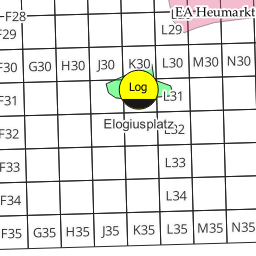 F28
EA Heumarkt
F29 L29
F30 G30 H30 J30 K30 L30 M30 N30
Log
F31 L31
Elogiusplatz
F32 L32
F33 L33
F34 L34
F35 G35 H35 J35 K35 L35 M35 N35